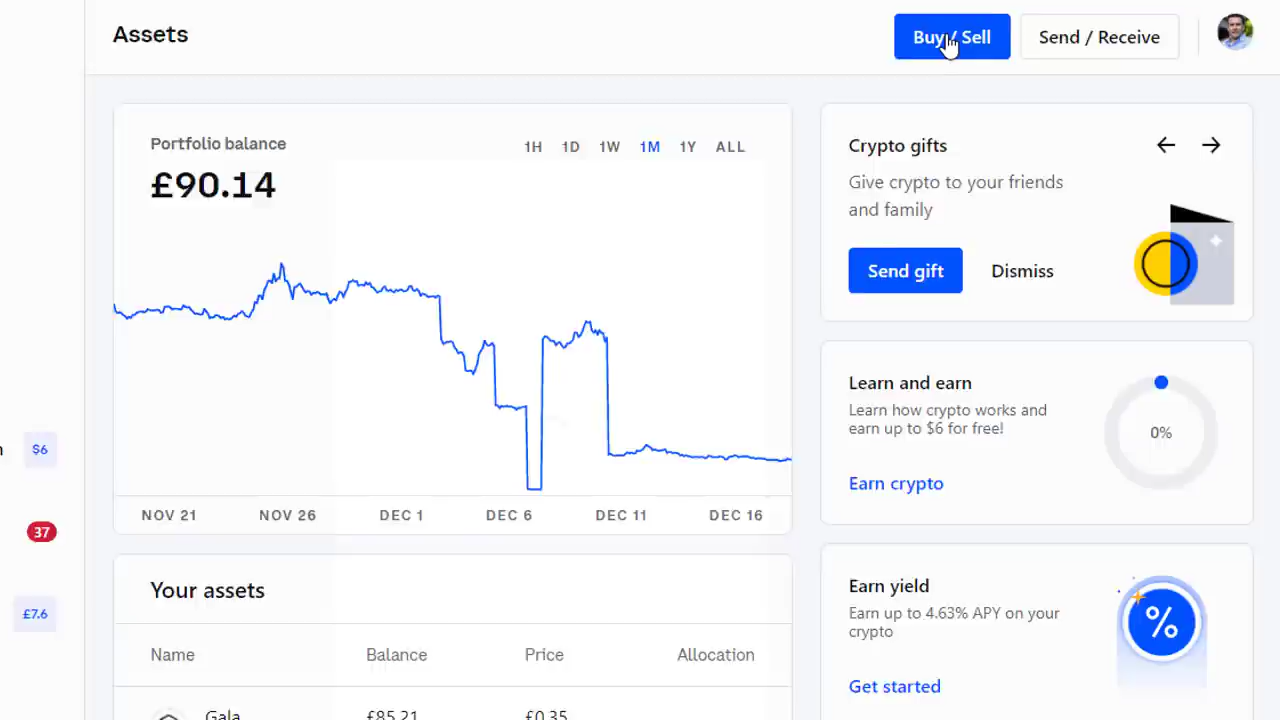 Assets
Buy / Sell
Send / Receive
Portfolio balance
£90.14
1H 1D 1W 1M 1Y ALL
NOV 21 NOV 26 DEC 1 DEC 6 DEC 11 DEC 16
Your assets
Name Balance Price Allocation
Gala £85.21 £0.35
Crypto gifts
Give crypto to your friends
and family
Send gift
Dismiss
Learn and earn
Learn how crypto works and
earn up to $6 for free!
Earn crypto
0%
Earn yield
Earn up to 4.63% APY on your
crypto
Get started
%
$6
37
£7.6